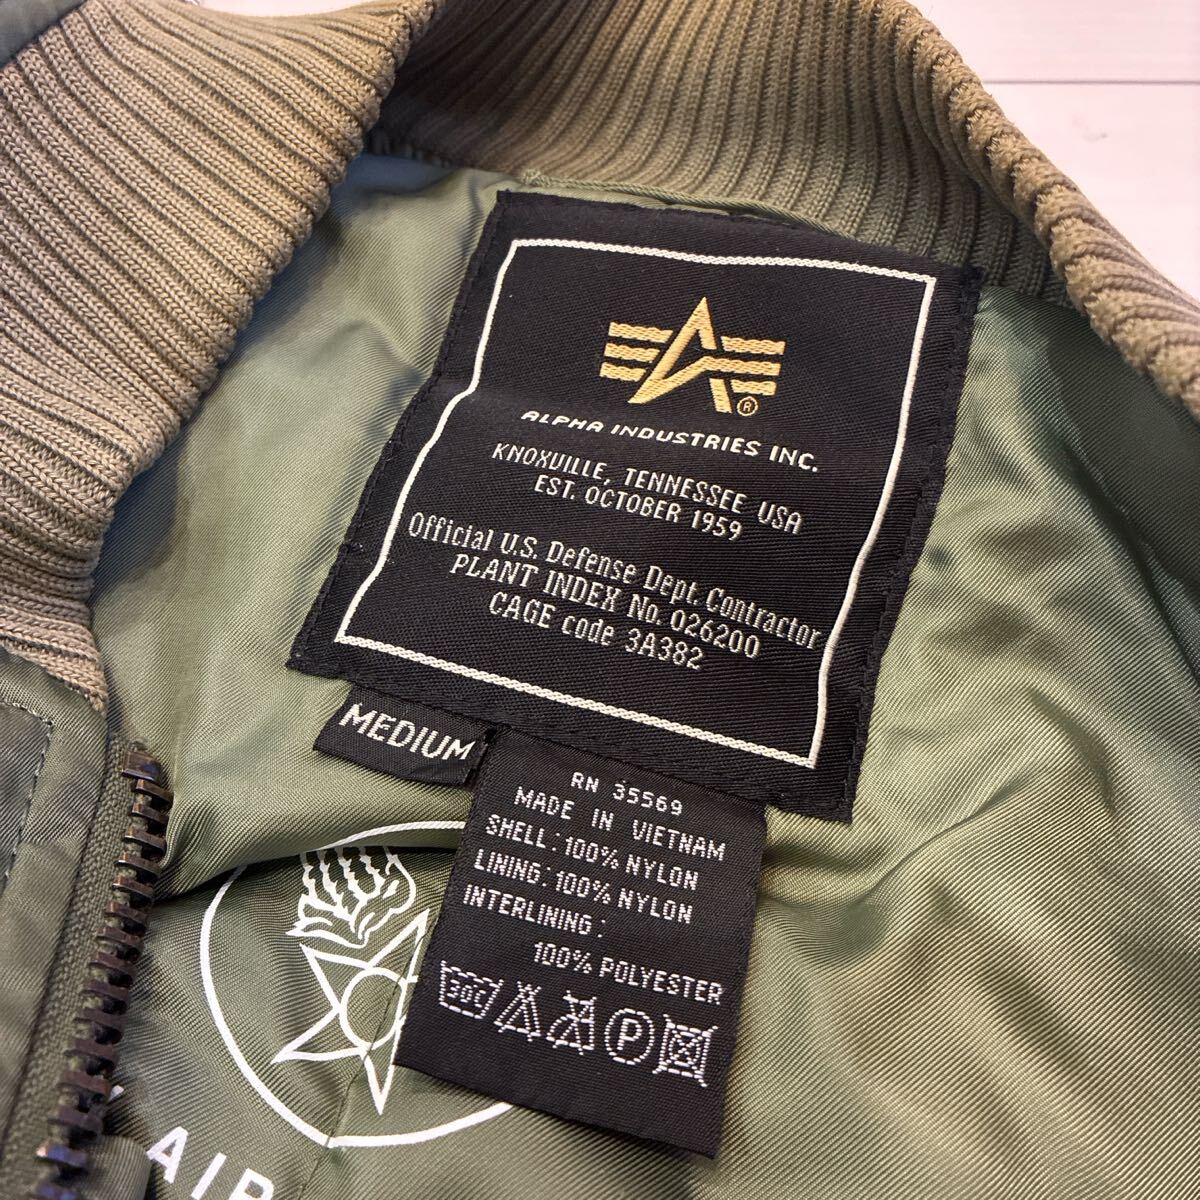 ®
ALPHA INDUSTRIES INC.
KNOXVILLE, TENNESSEE USA
EST. OCTOBER 1959
Official U.S. Defense Dept. Contractor
PLANT INDEX No. 026200
CAGE code 3A382
MEDIUM
RN 35569
MADE IN VIETNAM
SHELL: 100% NYLON
LINING: 100% NYLON
INTERLINING:
100% POLYESTER
30C
P
AIR